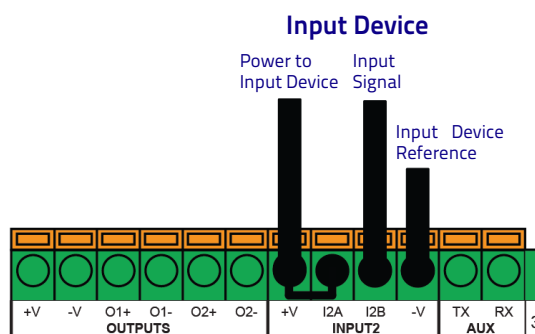 Input Device
Power to
Input Device
Input
Signal
Input Device
Reference
+V -V O1+ O1- O2+ O2- +V I2A I2B -V TX RX
OUTPUTS INPUT2 AUX
3